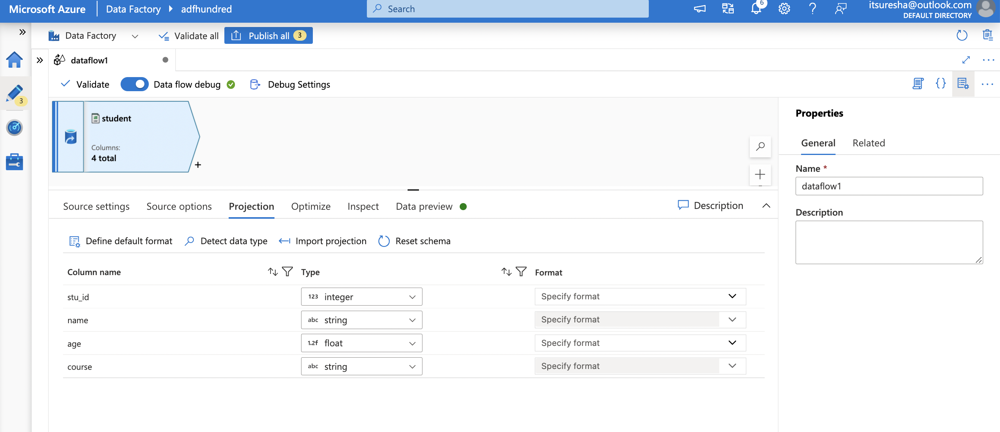 Microsoft Azure
Data Factory
adfhundred
Search
6
itsuresha@outlook.com
DEFAULT DIRECTORY
Data Factory
Validate all
Publish all 3
dataflow1
3
Validate
Data flow debug
Debug Settings
csv
student
Columns:
4 total
Properties
General
Related
Name *
dataflow1
Description
Source settings
Source options
Projection
Optimize
Inspect
Data preview
Description
Define default format
Detect data type
Import projection
Reset schema
Column name
Type
Format
stu_id
123 integer
Specify format
name
abc string
Specify format
age
1.2f float
Specify format
course
abc string
Specify format